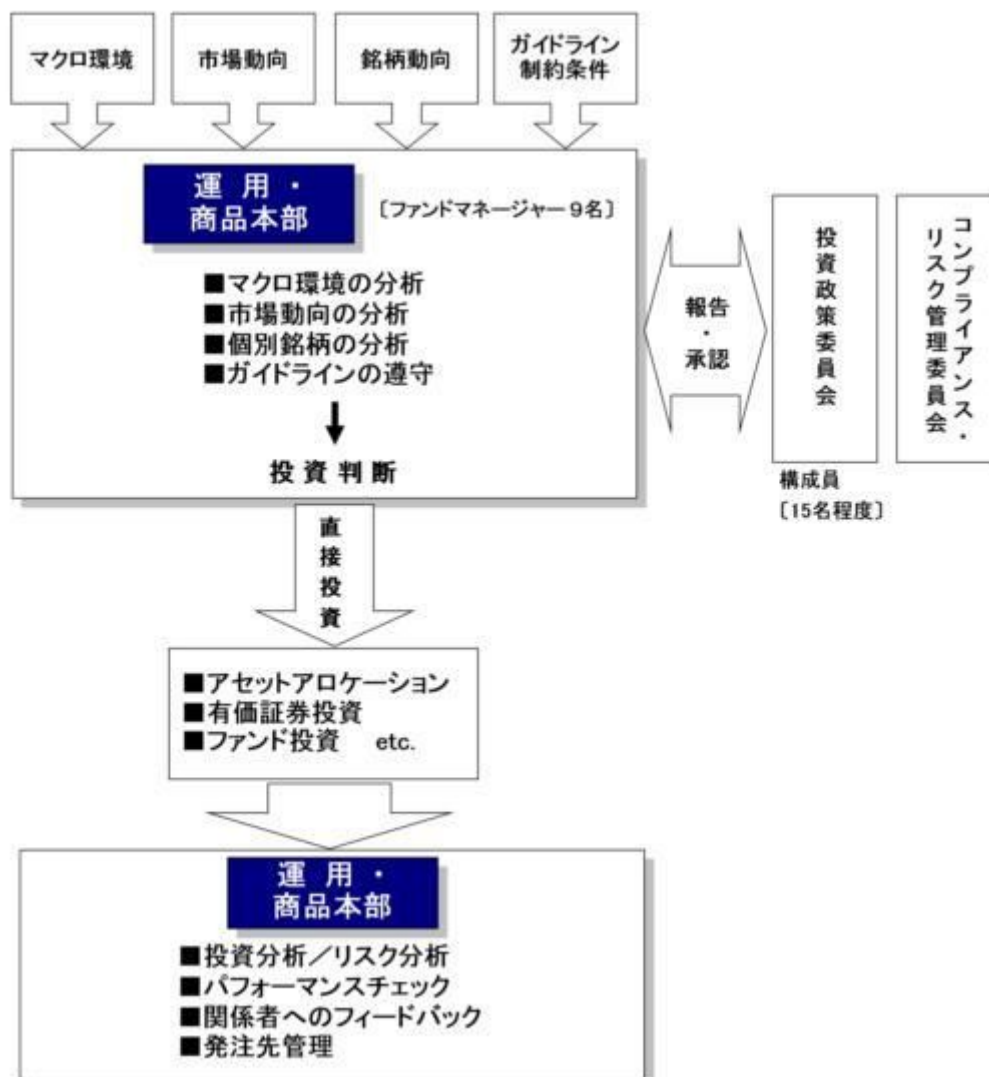 マクロ環境
市場動向
銘柄動向
ガイドライン
制約条件
運 用 ・
商品本部
〔ファンドマネージャー9名〕
■マクロ環境の分析
■市場動向の分析
■個別銘柄の分析
■ガイドラインの遵守
投 資 判 断
報告
・
承認
投資政策委員会
コンプライアンス・
リスク管理委員会
構成員
〔15名程度〕
直接投資
■アセットアロケーション
■有価証券投資
■ファンド投資 etc.
運 用 ・
商品本部
■投資分析／リスク分析
■パフォーマンスチェック
■関係者へのフィードバック
■発注先管理